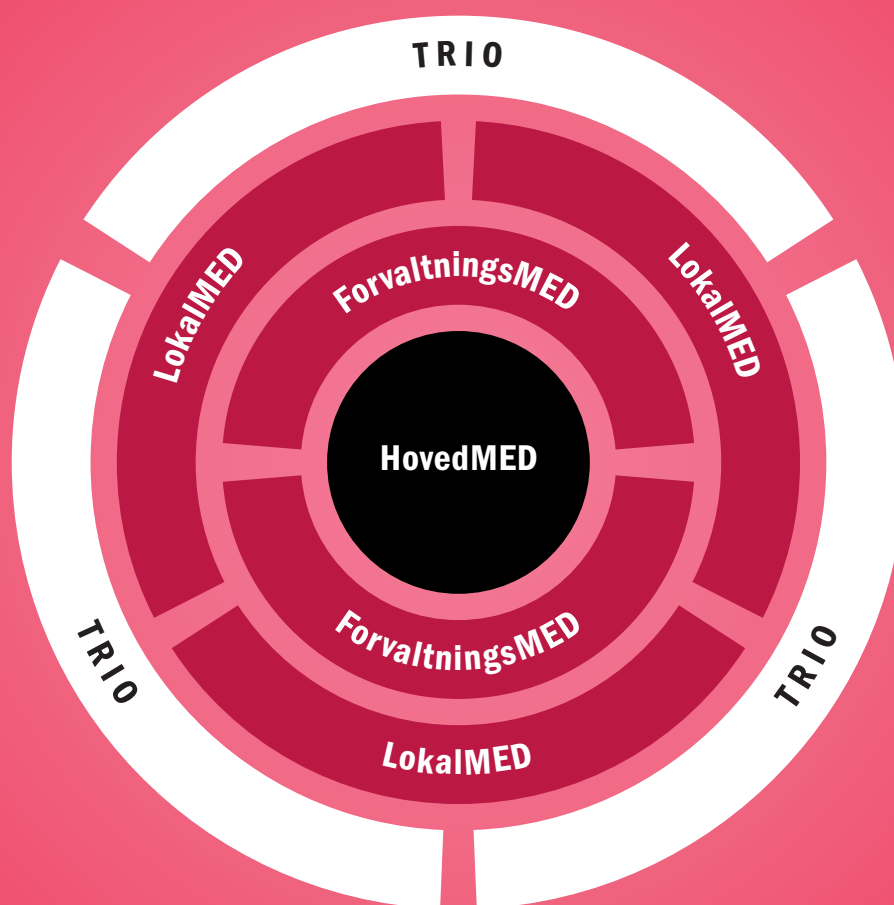 TRIO
LokalMED
ForvaltningsMED
LokalMED
HovedMED
TRIO
ForvaltningsMED
TRIO
LokalMED